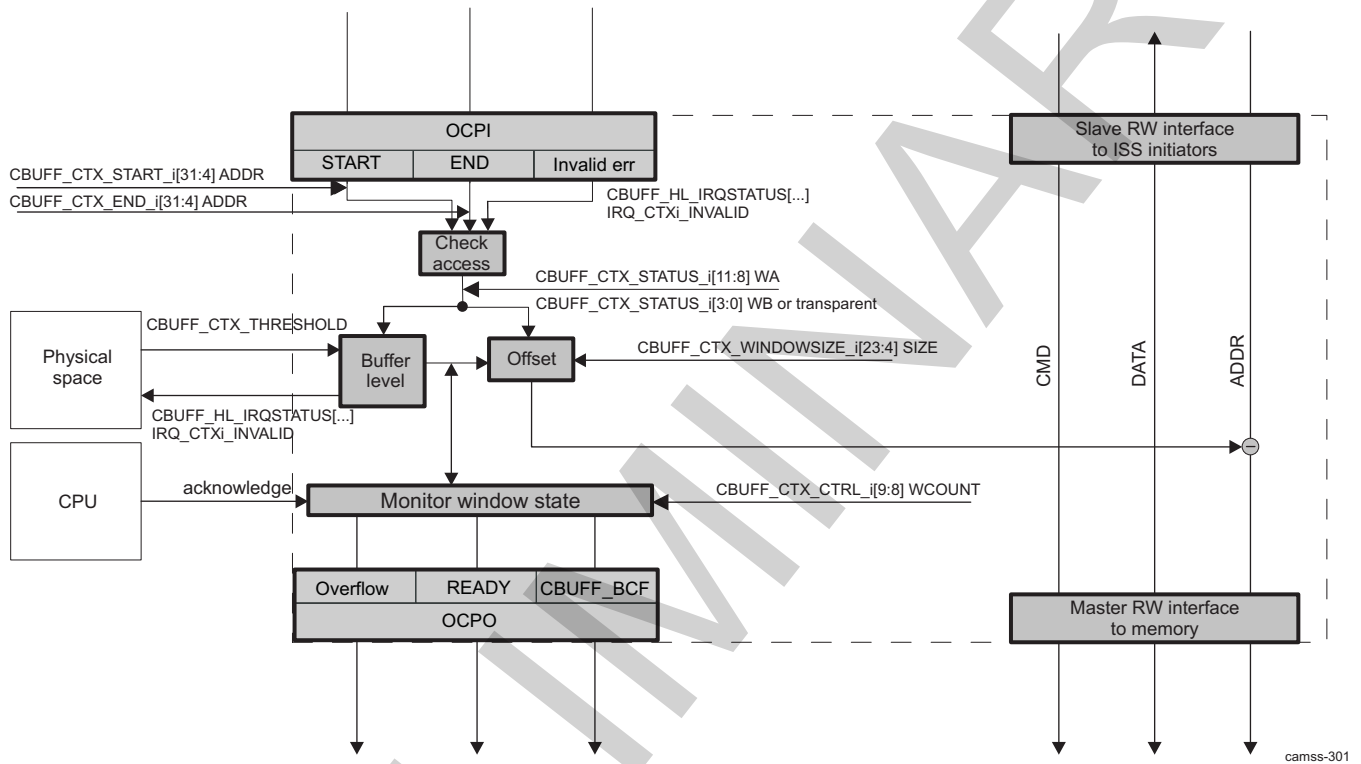 OCPI
START END Invalid err
Slave RW interface
to ISS initiators
CBUFF_CTX_START_i[31:4] ADDR
CBUFF_CTX_END_i[31:4] ADDR
CBUFF_HL_IRQSTATUS[...]
IRQ_CTXi_INVALID
Check
access
CBUFF_CTX_STATUS_i[11:8] WA
CBUFF_CTX_STATUS_i[3:0] WB or transparent
Physical
space
CBUFF_CTX_THRESHOLD
Buffer
level
Offset
CBUFF_CTX_WINDOWSIZE_i[23:4] SIZE
CMD
DATA
ADDR
CBUFF_HL_IRQSTATUS[...]
IRQ_CTXi_INVALID
CPU
acknowledge
Monitor window state
CBUFF_CTX_CTRL_i[9:8] WCOUNT
Overflow READY CBUFF_BCF
OCPO
Master RW interface
to memory
camss-301
IMINAR